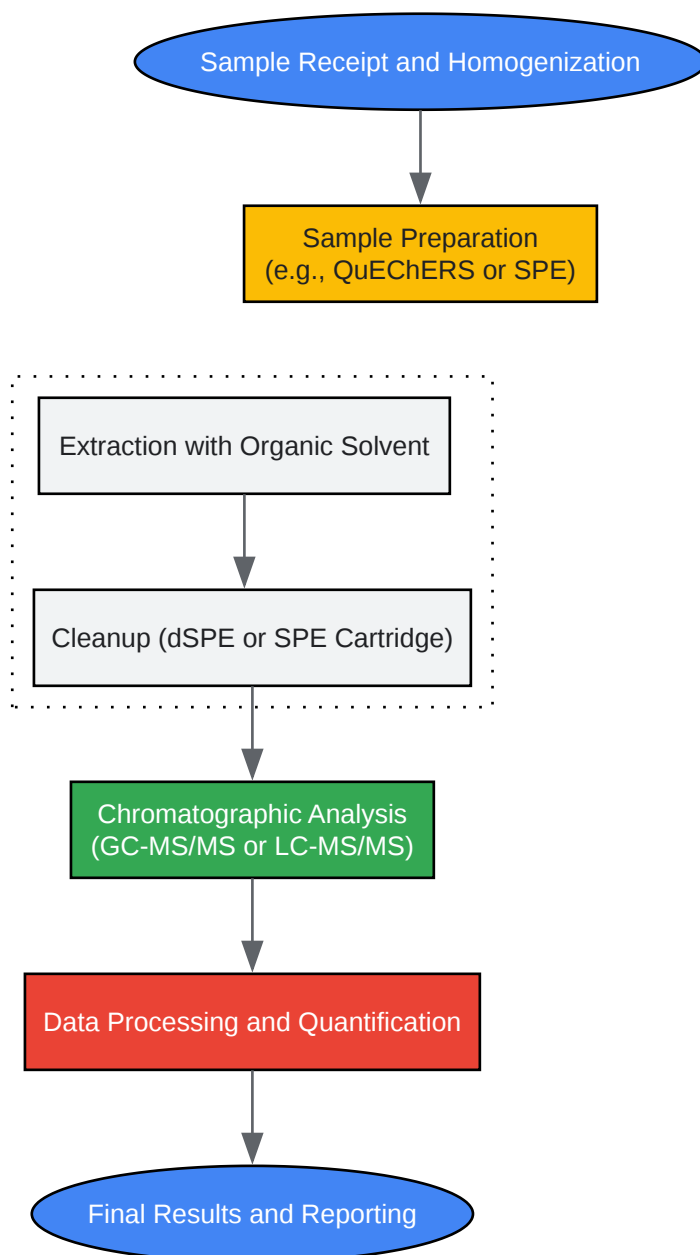 Sample Receipt and Homogenization
Sample Preparation
(e.g., QuEChERS or SPE)
Extraction with Organic Solvent
Cleanup (dSPE or SPE Cartridge)
Chromatographic Analysis
(GC-MS/MS or LC-MS/MS)
Data Processing and Quantification
Final Results and Reporting